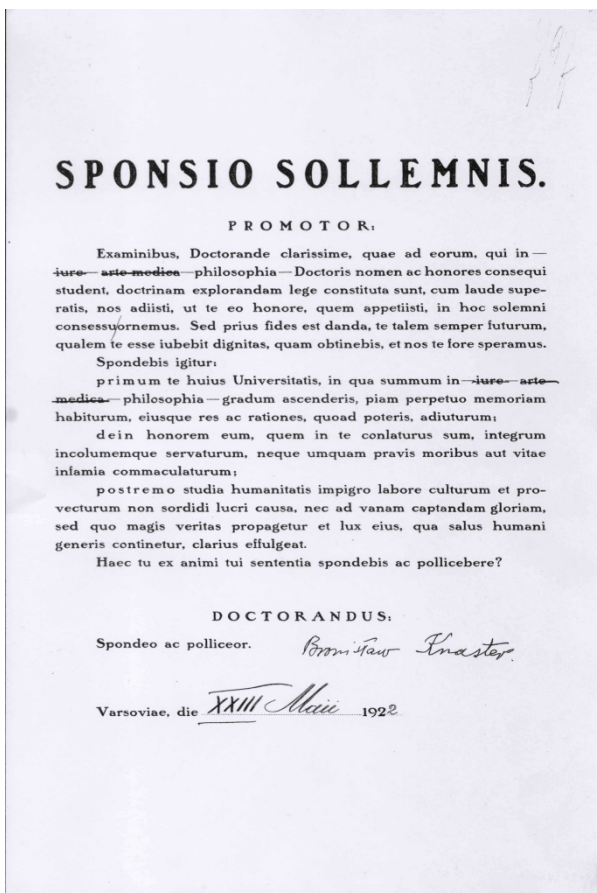 SPONSIO SOLLEMNIS.
PROMOTOR:
Examinibus, Doctorande clarissime, quae ad eorum, qui in —
iure arte medica — philosophia — Doctoris nomen ac honores consequi
student, doctrinam explorandam lege constituta sunt, cum laude supe-
ratis, nos adiisti, ut te eo honore, quem appetiisti, in hoc solemni
consessu ornemus. Sed prius fides est danda, te talem semper futurum,
qualem te esse iubebit dignitas, quam obtinebis, et nos te fore speramus.
Spondebis igitur:
primum te huius Universitatis, in qua summum in — iure arte
medica — philosophia — gradum ascenderis, piam perpetuo memoriam
habiturum, eiusque res ac rationes, quoad poteris, adiuturum;
dein honorem eum, quem in te conlaturus sum, integrum
incolumemque servaturum, neque umquam pravis moribus aut vitae
infamia commaculaturum;
postremo studia humanitatis impigro labore culturum et pro-
vecturum non sordidi lucri causa, nec ad vanam captandam gloriam,
sed quo magis veritas propagetur et lux eius, qua salus humani
generis continetur, clarius effulgeat.
Haec tu ex animi tui sententia spondebis ac pollicebere?
DOCTORANDUS:
Spondeo ac polliceor. Bronisław Knaster.
Varsoviae, die XXIII Maii 1922